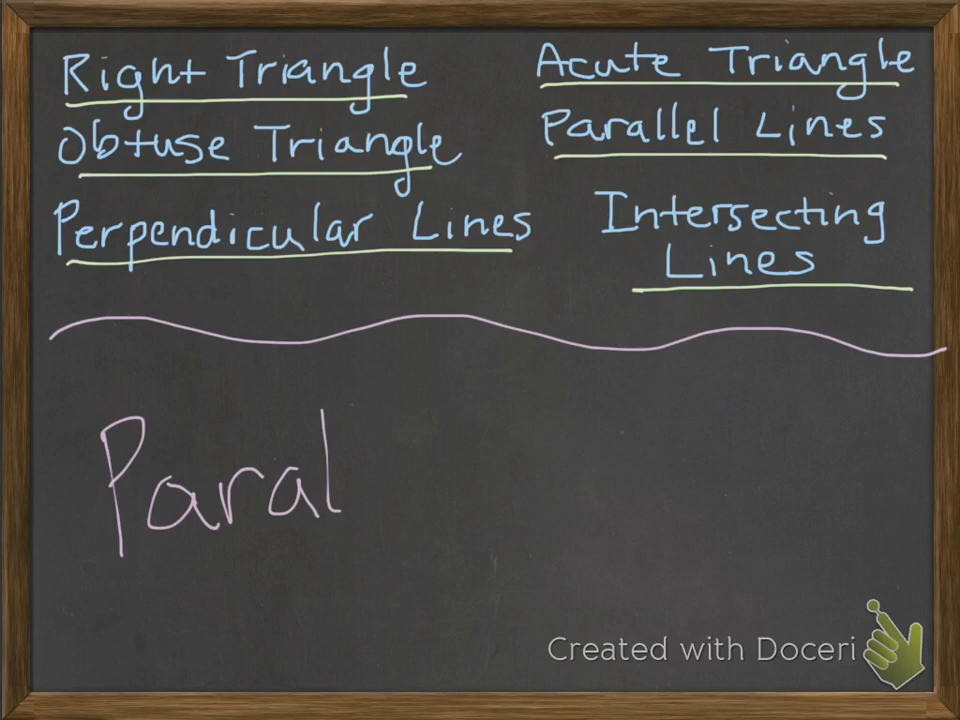 Right Triangle
Acute Triangle
Obtuse Triangle
Parallel Lines
Perpendicular Lines
Intersecting
Lines
Paral
Created with Doceri